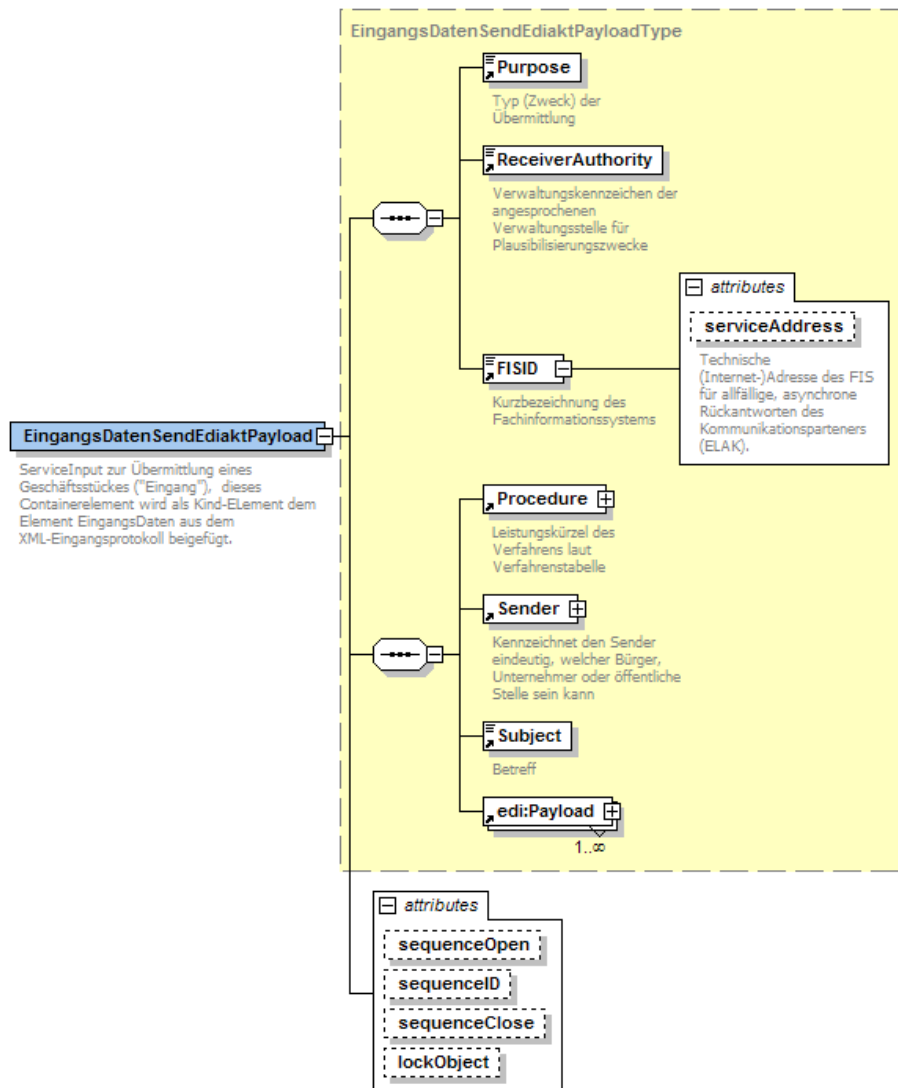 EingangsDatenSendEdiaktPayloadType
Purpose
Typ (Zweck) der
Übermittlung
ReceiverAuthority
Verwaltungskennzeichen der
angesprochenen
Verwaltungsstelle für
Plausibilisierungszwecke
attributes
serviceAddress
Technische
(Internet-)Adresse des FIS
für allfällige, asynchrone
Rückantworten des
Kommunikationsparteners
(ELAK).
FISID
Kurzbezeichnung des
Fachinformationssystems
EingangsDatenSendEdiaktPayload
ServiceInput zur Übermittlung eines
Geschäftsstückes ("Eingang"), dieses
Containerelement wird als Kind-ELement dem
Element EingangsDaten aus dem
XML-Eingangsprotokoll beigefügt.
Procedure
Leistungskürzel des
Verfahrens laut
Verfahrenstabelle
Sender
Kennzeichnet den Sender
eindeutig, welcher Bürger,
Unternehmer oder öffentliche
Stelle sein kann
Subject
Betreff
edi:Payload
1..∞
attributes
sequenceOpen
sequenceID
sequenceClose
lockObject